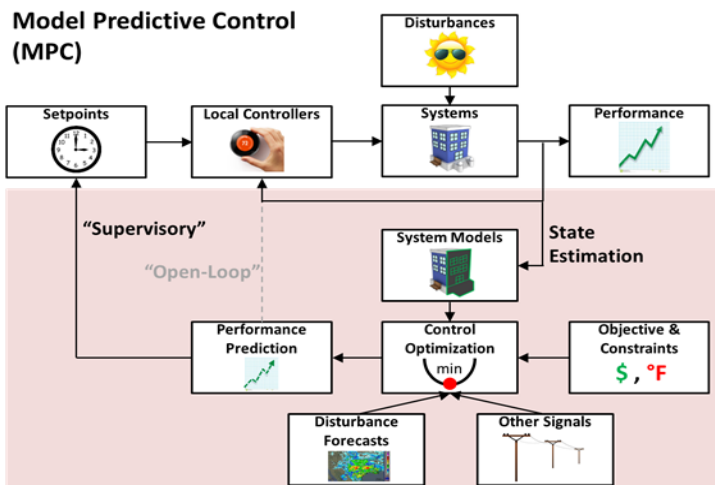 Model Predictive Control
(MPC)
Disturbances
Setpoints
Local Controllers
Systems
Performance
“Supervisory”
“Open-Loop”
State
Estimation
System Models
Performance
Prediction
Control
Optimization
min
Objective &
Constraints
$ , °F
Disturbance
Forecasts
Other Signals